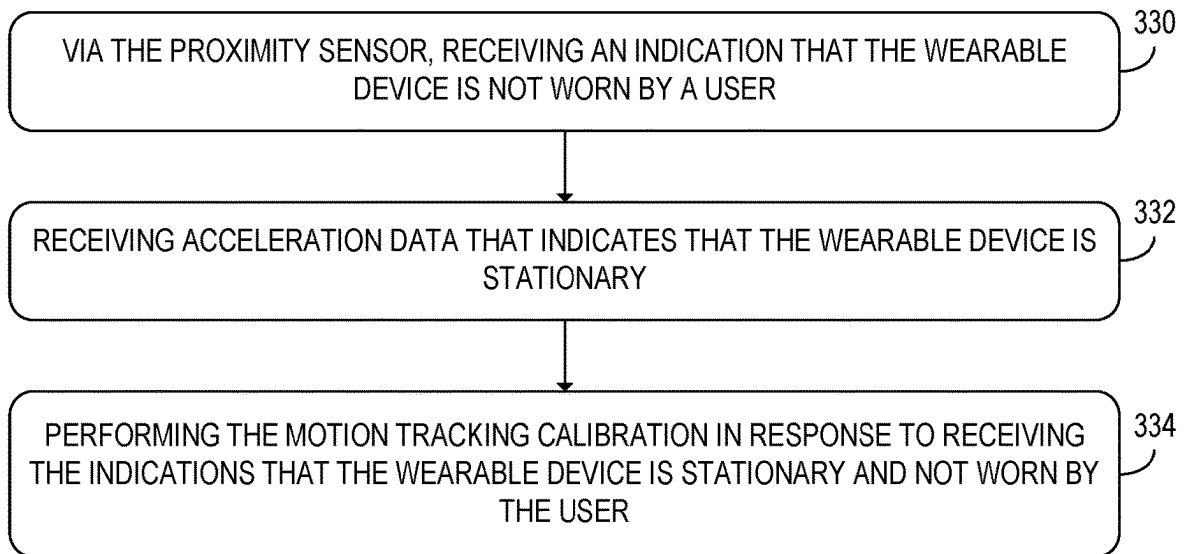 330
VIA THE PROXIMITY SENSOR, RECEIVING AN INDICATION THAT THE WEARABLE
DEVICE IS NOT WORN BY A USER
332
RECEIVING ACCELERATION DATA THAT INDICATES THAT THE WEARABLE DEVICE IS
STATIONARY
334
PERFORMING THE MOTION TRACKING CALIBRATION IN RESPONSE TO RECEIVING
THE INDICATIONS THAT THE WEARABLE DEVICE IS STATIONARY AND NOT WORN BY
THE USER